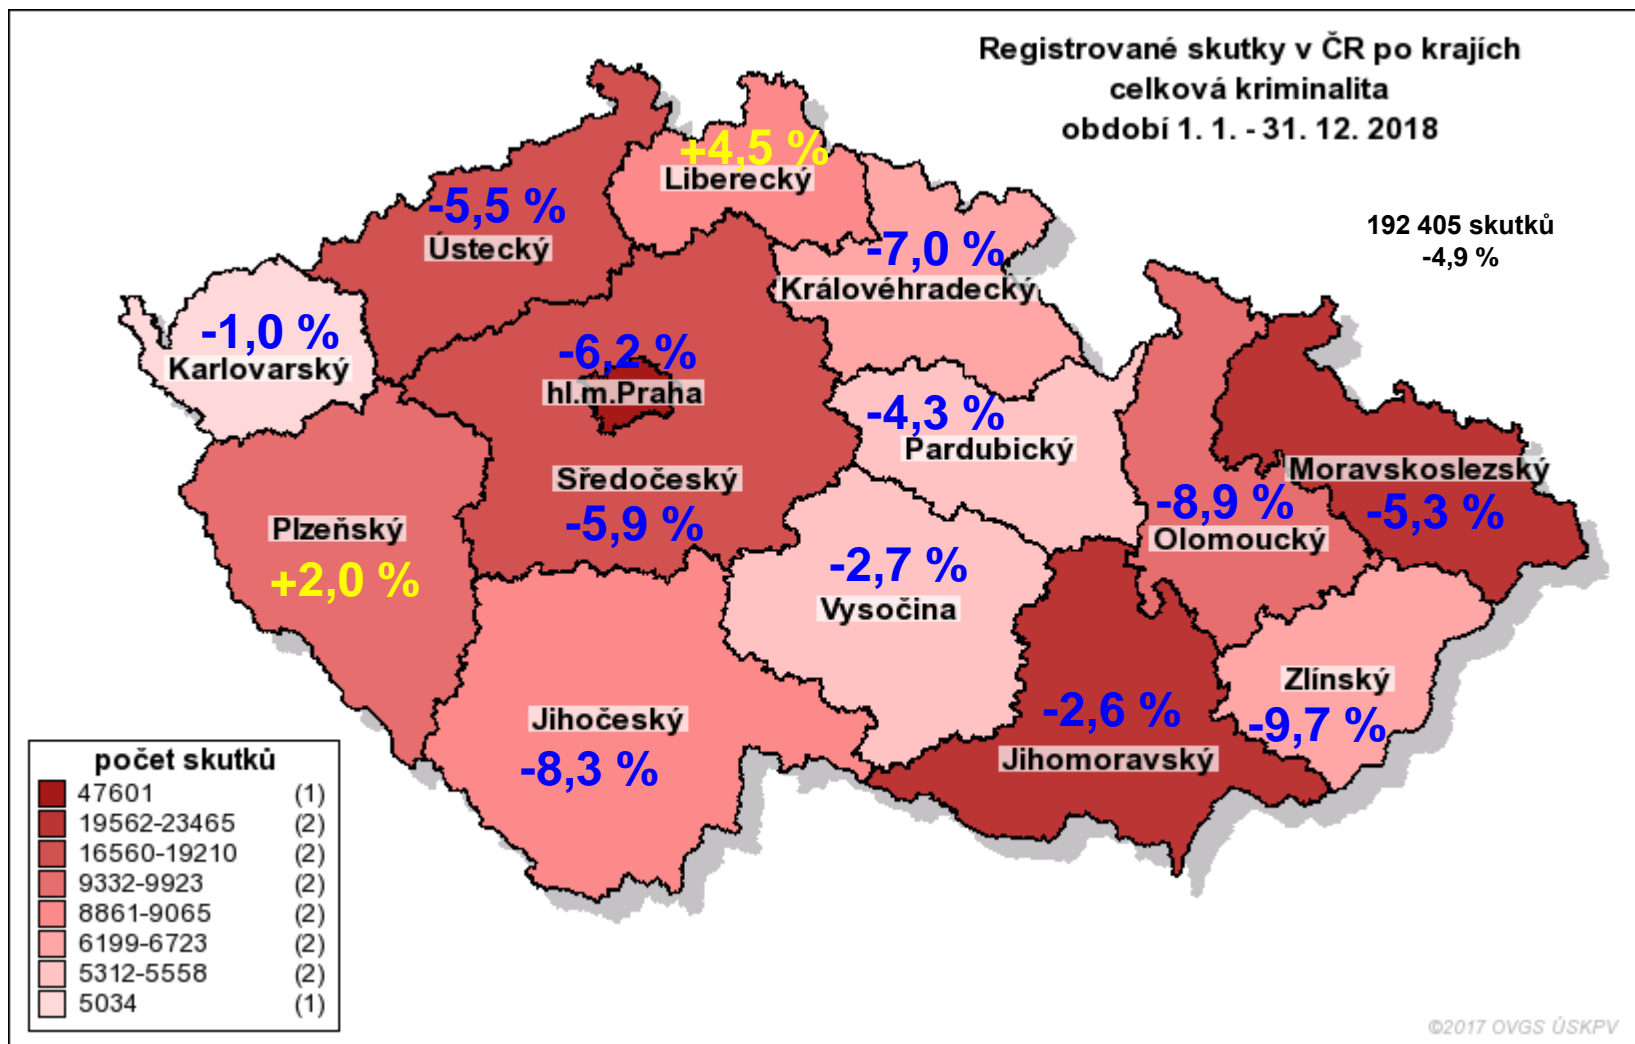 Registrované skutky v ČR po krajích
celková kriminalita
období 1. 1. - 31. 12. 2018
192 405 skutků
-4,9 %
+4,5 %
Liberecký
-5,5 %
Ústecký
-7,0 %
Královéhradecký
-1,0 %
Karlovarský
-6,2 %
hl.m.Praha
-4,3 %
Pardubický
Středočeský
-5,9 %
Moravskoslezský
-5,3 %
-8,9 %
Olomoucký
Plzeňský
+2,0 %
-2,7 %
Vysočina
Zlínský
-9,7 %
Jihočeský
-8,3 %
-2,6 %
Jihomoravský
počet skutků
47601 (1)
19562-23465 (2)
16560-19210 (2)
9332-9923 (2)
8861-9065 (2)
6199-6723 (2)
5312-5558 (2)
5034 (1)
©2017 OVGS ÚSKPV